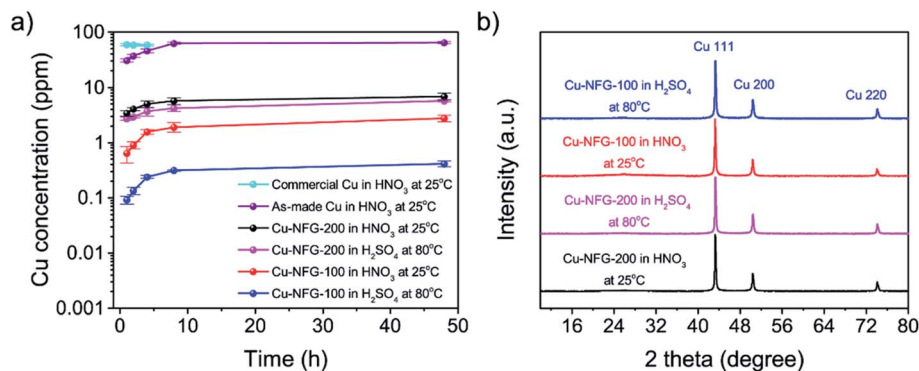 a)
100
10
1
0.1
0.01
0.001
Cu concentration (ppm)
Commercial Cu in HNO3 at 25°C
As-made Cu in HNO3 at 25°C
Cu-NFG-200 in HNO3 at 25°C
Cu-NFG-200 in H2SO4 at 80°C
Cu-NFG-100 in HNO3 at 25°C
Cu-NFG-100 in H2SO4 at 80°C
0 10 20 30 40 50
Time (h)
b)
Intensity (a.u.)
Cu 111
Cu 200
Cu 220
Cu-NFG-100 in H2SO4
at 80°C
Cu-NFG-100 in HNO3
at 25°C
Cu-NFG-200 in H2SO4
at 80°C
Cu-NFG-200 in HNO3
at 25°C
16 24 32 40 48 56 64 72 80
2 theta (degree)